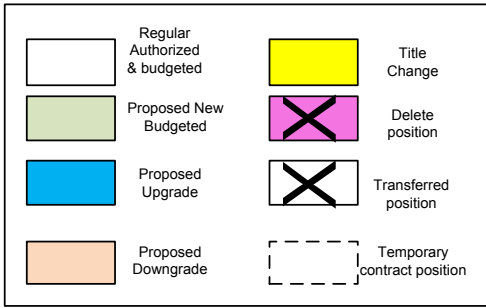 Regular
Authorized
& budgeted
Title
Change
Proposed New
Budgeted
Delete
position
Proposed
Upgrade
Transferred
position
Proposed
Downgrade
Temporary
contract position